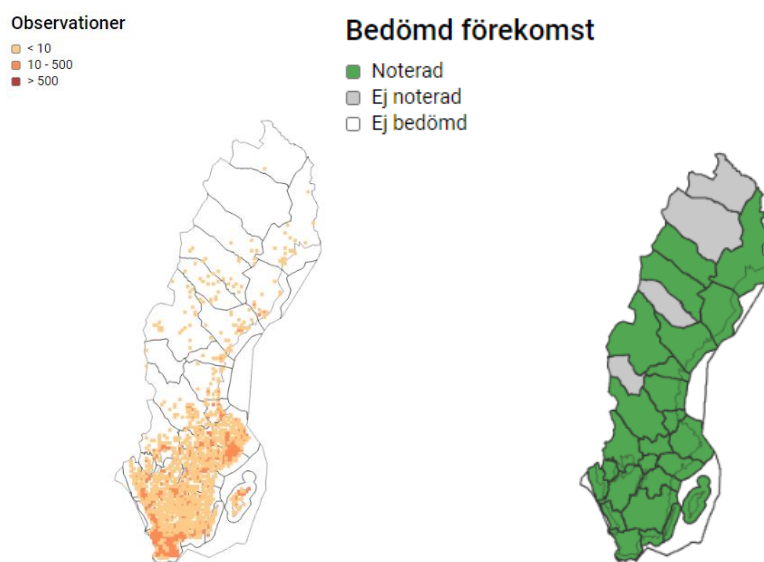 Observationer
< 10
10 - 500
> 500
Bedömd förekomst
Noterad
Ej noterad
Ej bedömd